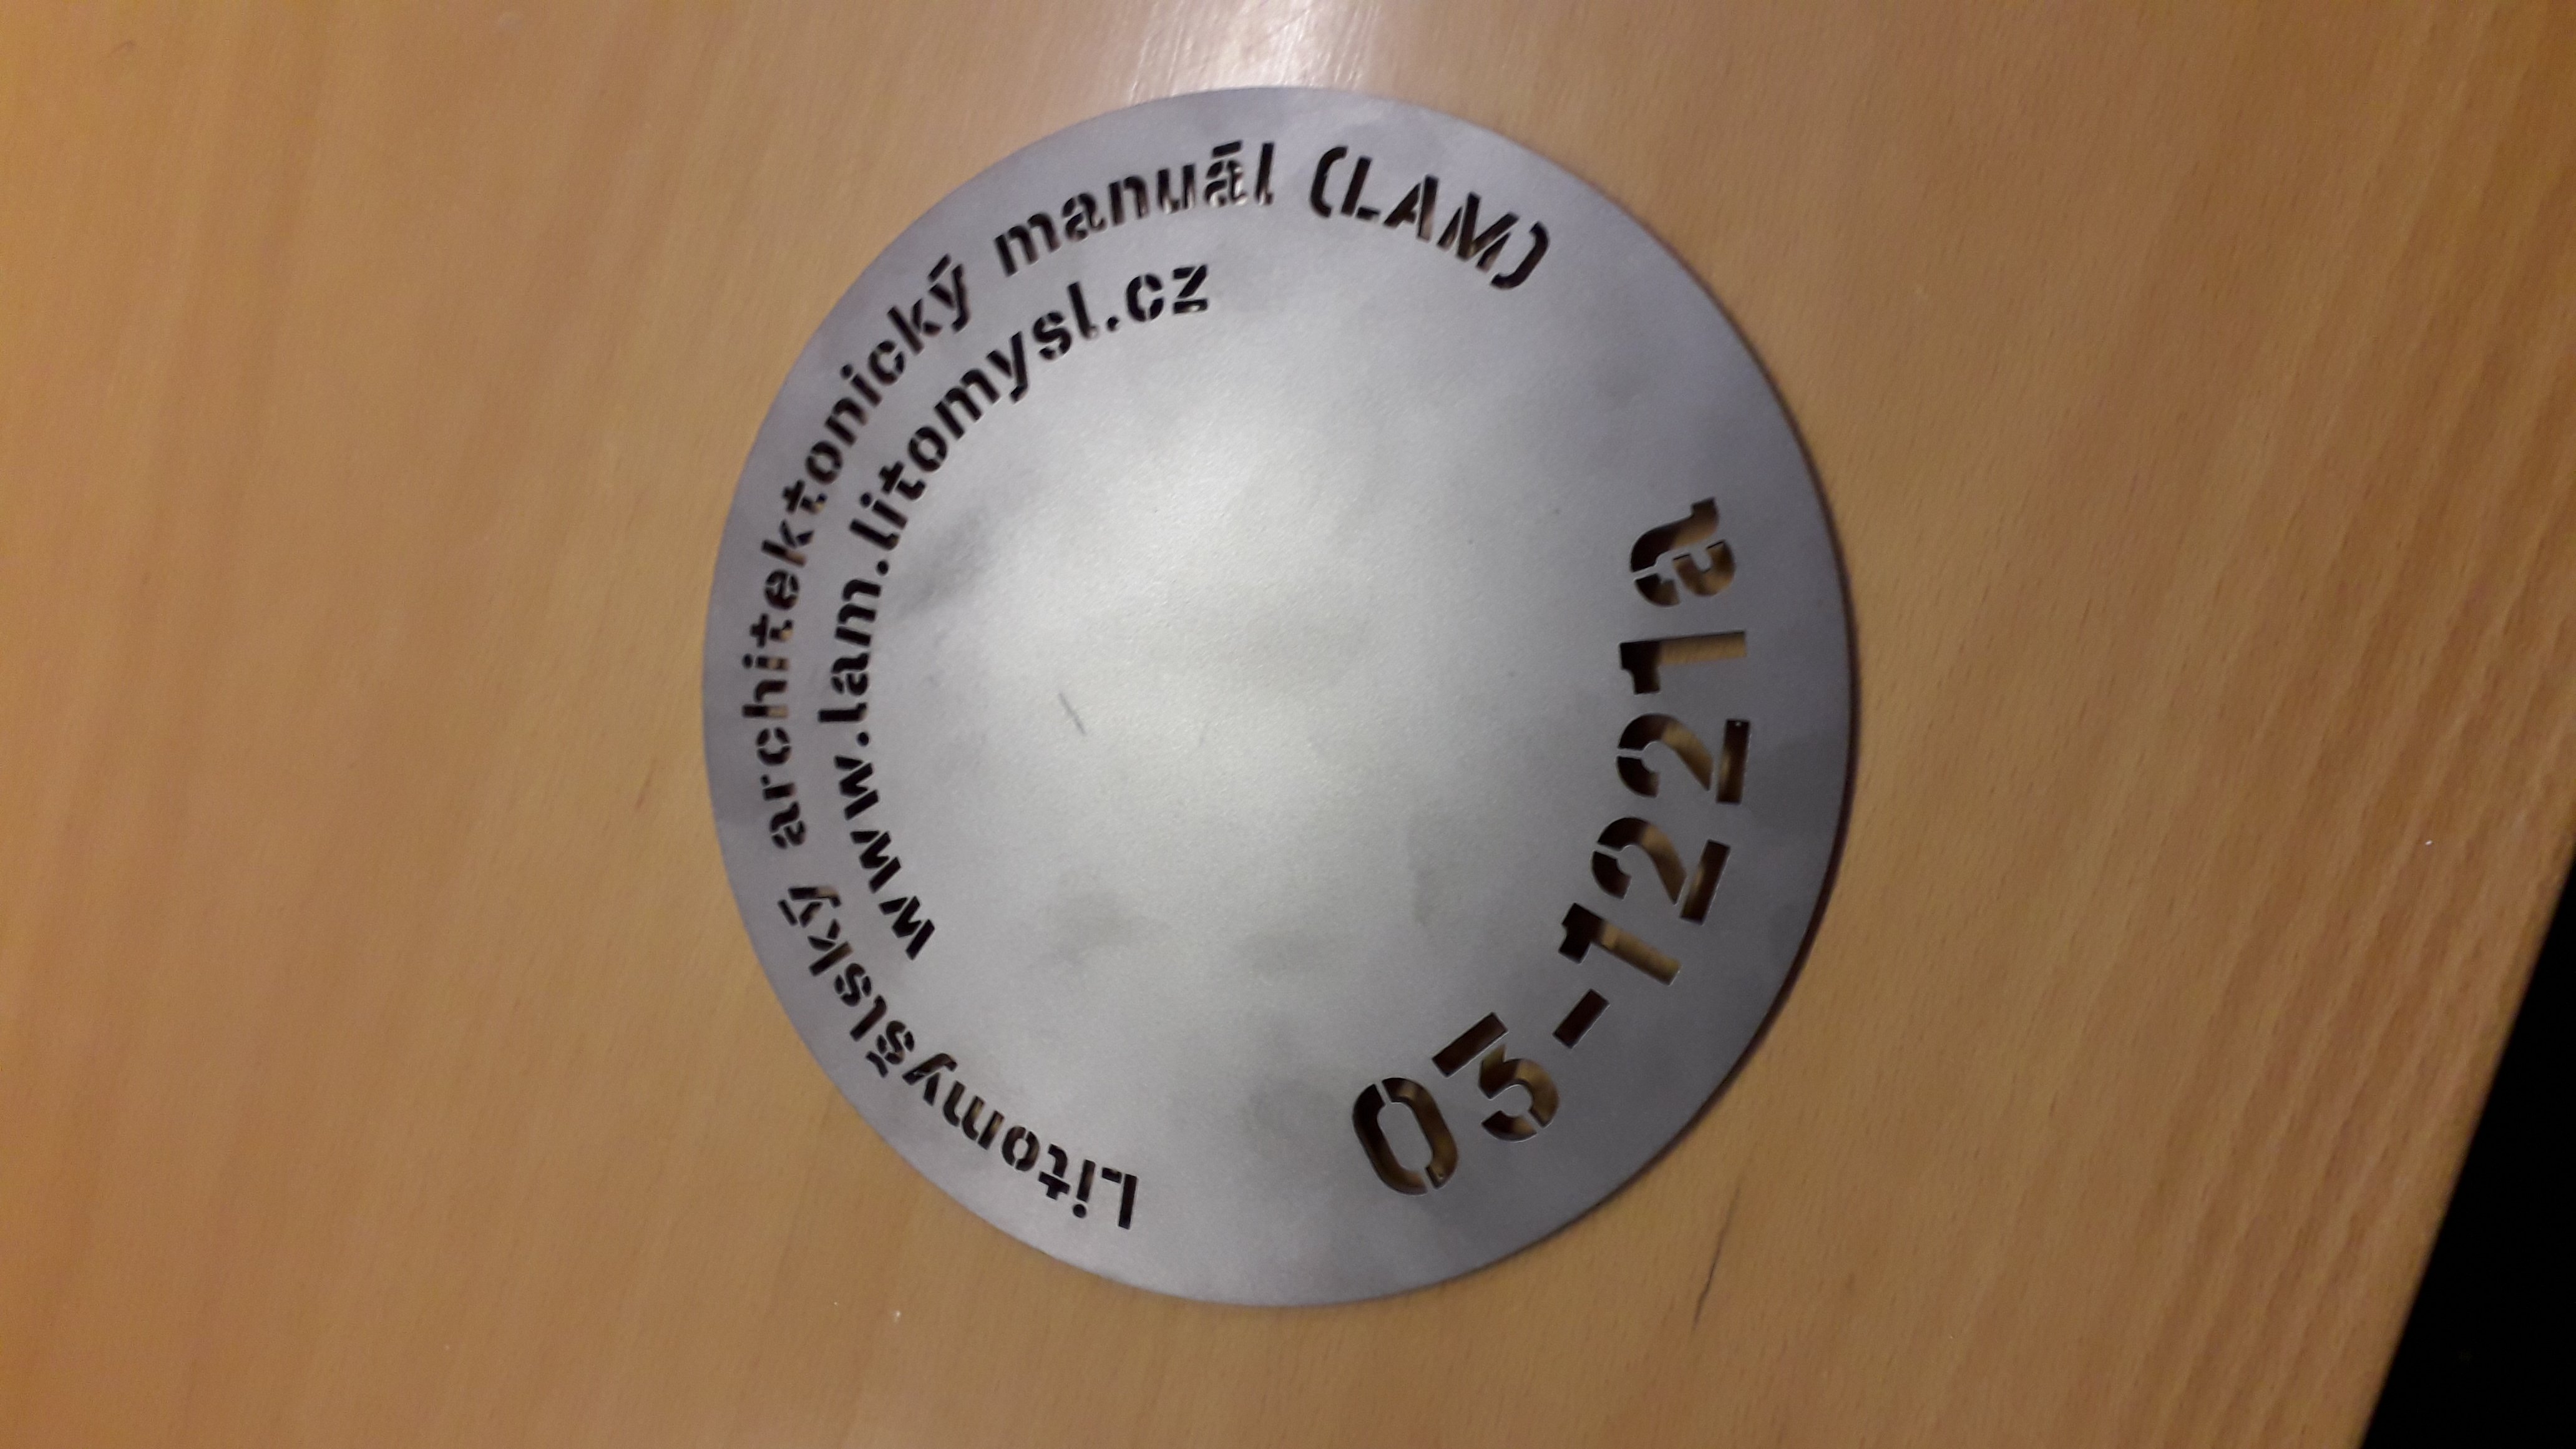 Litomyšlský architektonický manuál (LAM)
www.lam.litomysl.cz
03-1221a